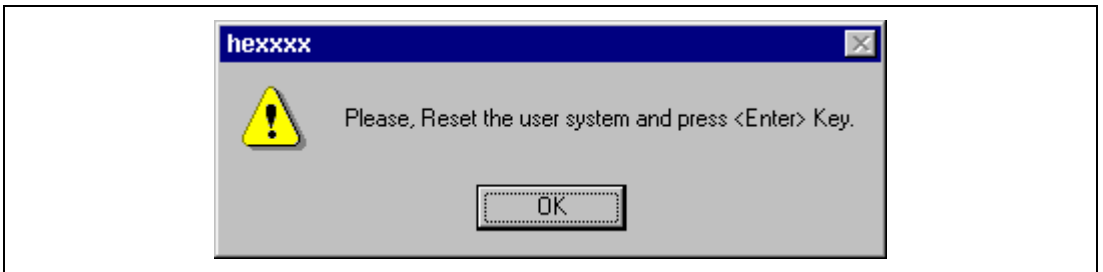 hexxxx
Please, Reset the user system and press <Enter> Key.
OK